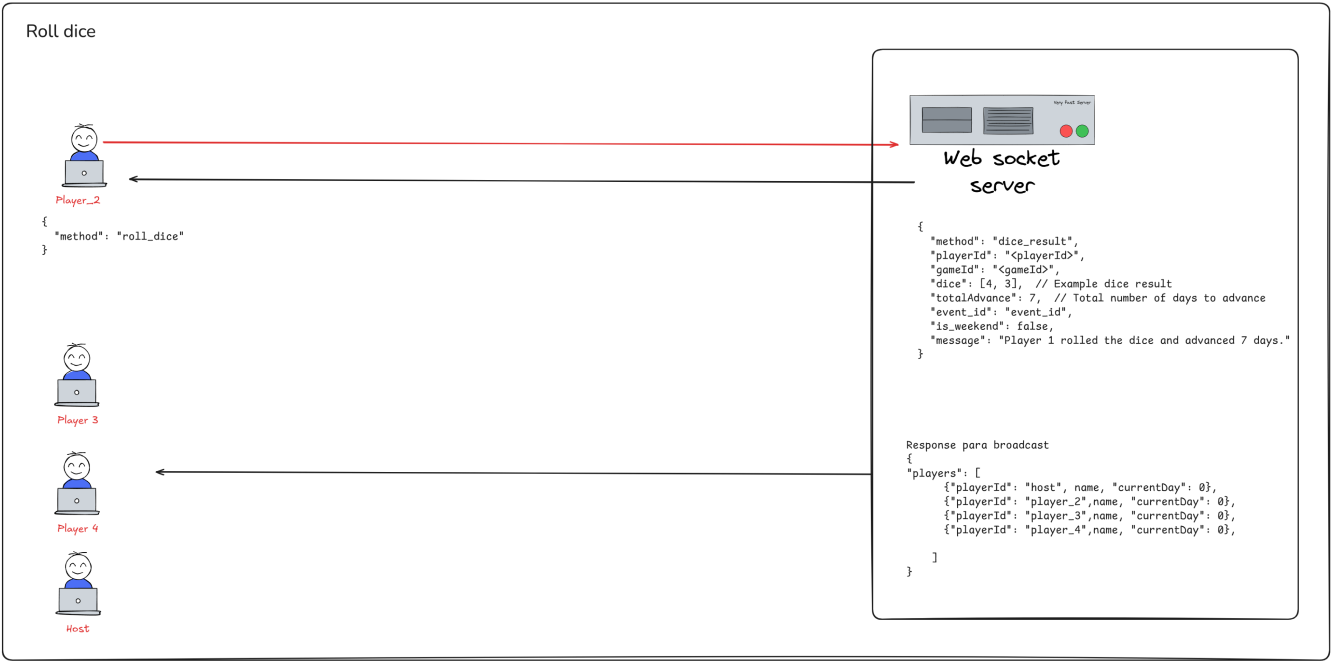 Roll dice
Very Fast Server
Web socket
server
Player_2
{
"method": "roll_dice"
}
{
"method": "dice_result",
"playerId": "<playerId>",
"gameId": "<gameId>",
"dice": [4, 3],  // Example dice result
"totalAdvance": 7,  // Total number of days to advance
"event_id": "event_id",
"is_weekend": false,
"message": "Player 1 rolled the dice and advanced 7 days."
}
Player 3
Response para broadcast
{
"players": [
{"playerId": "host", name, "currentDay": 0},
{"playerId": "player_2",name, "currentDay": 0},
{"playerId": "player_3",name, "currentDay": 0},
{"playerId": "player_4",name, "currentDay": 0},
]
}
Player 4
Host